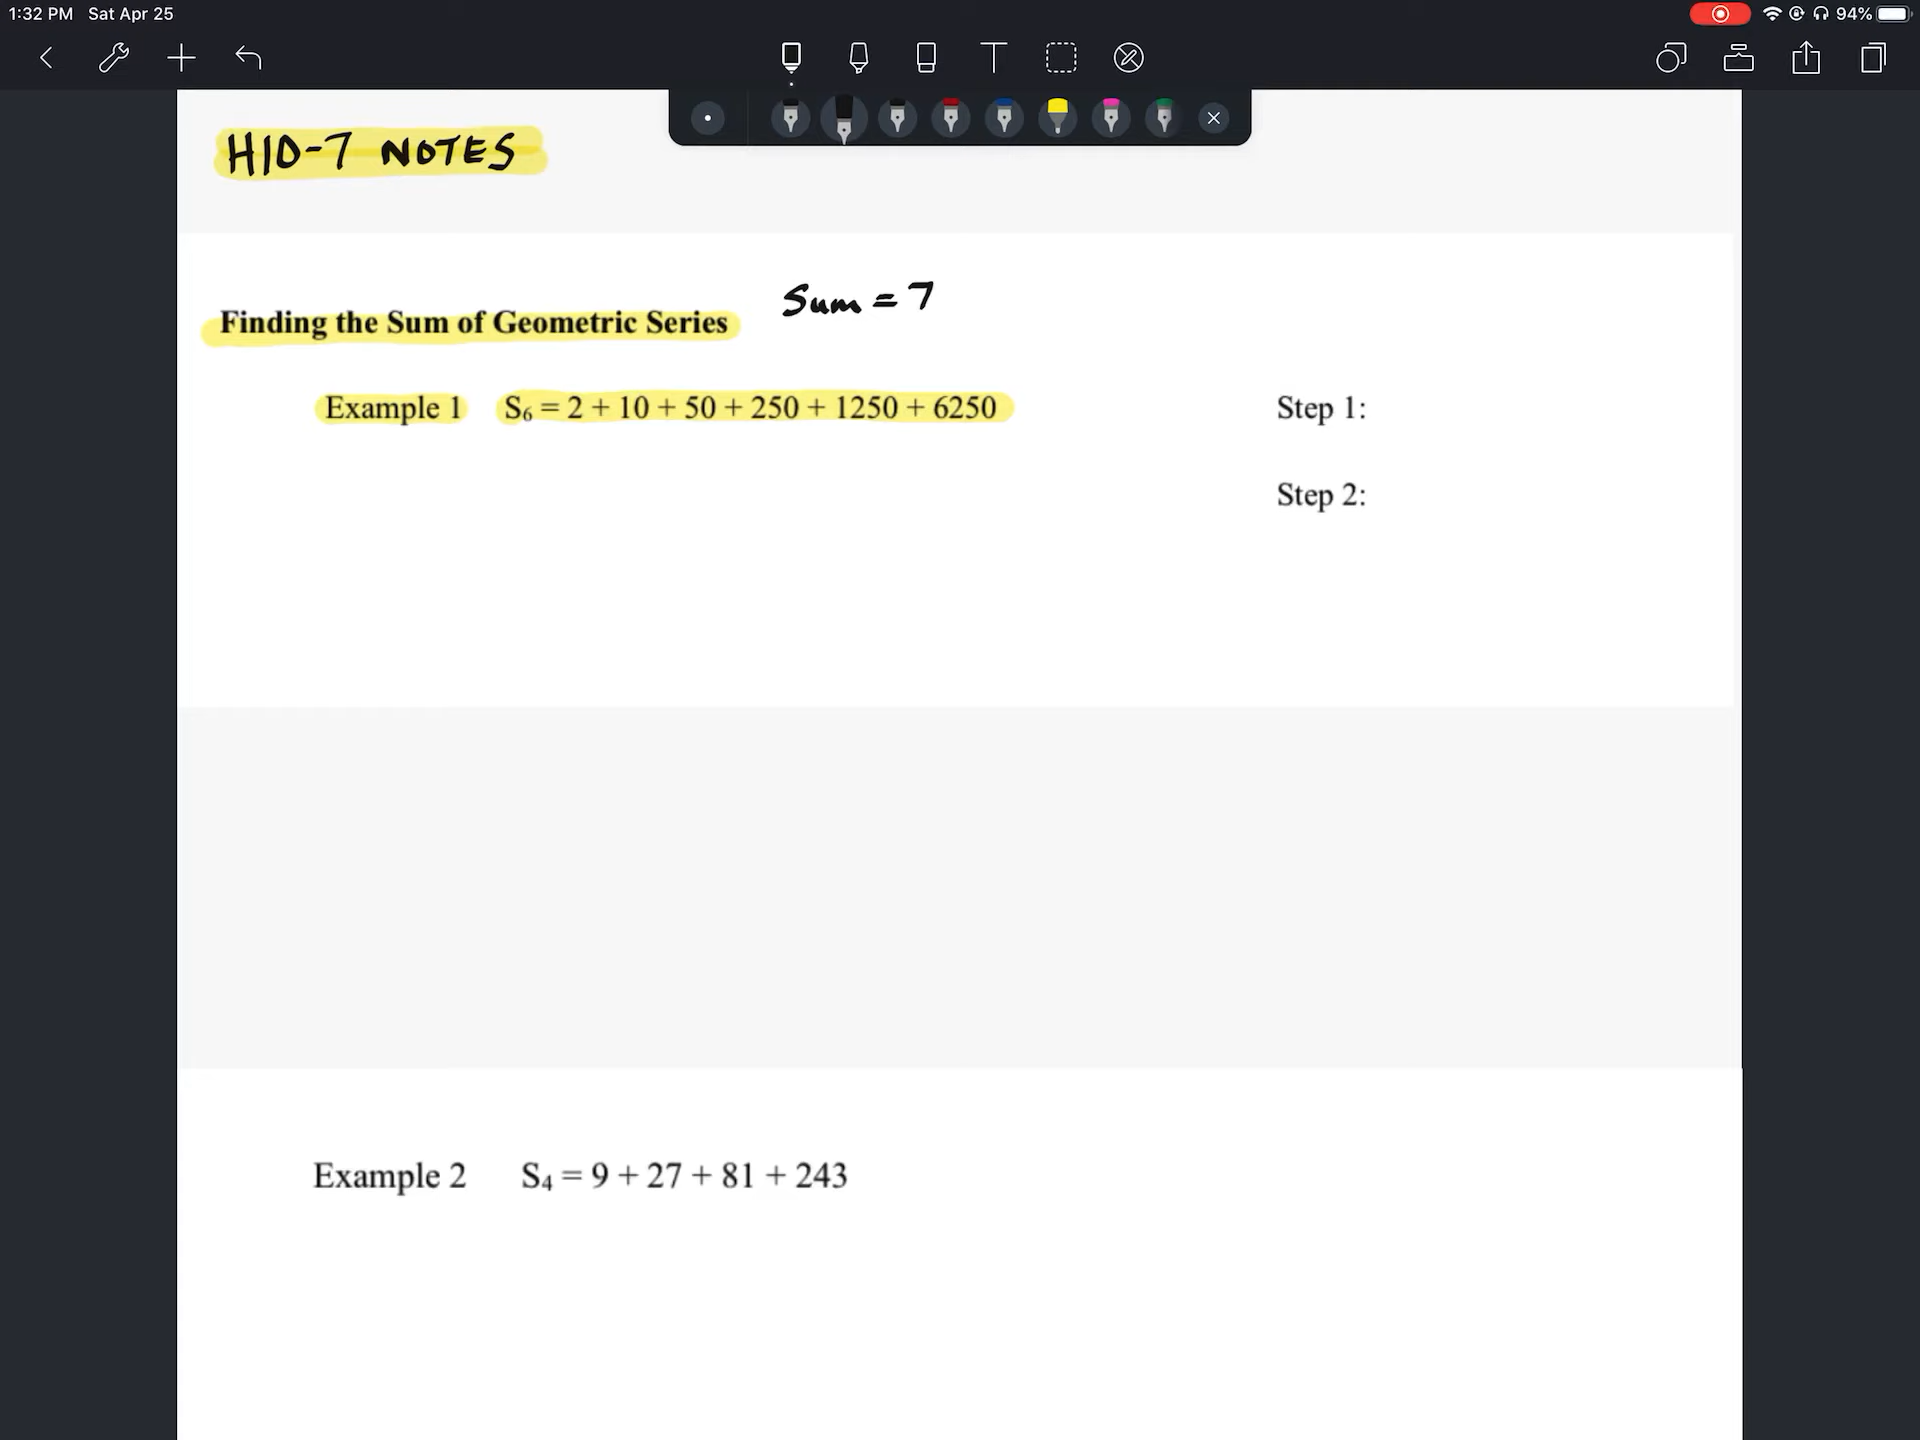 1:32 PM Sat Apr 25
94%
H10-7 NOTES
Sum = 7
Finding the Sum of Geometric Series
Example 1 S₆ = 2 + 10 + 50 + 250 + 1250 + 6250
Step 1:
Step 2:
Example 2 S₄ = 9 + 27 + 81 + 243